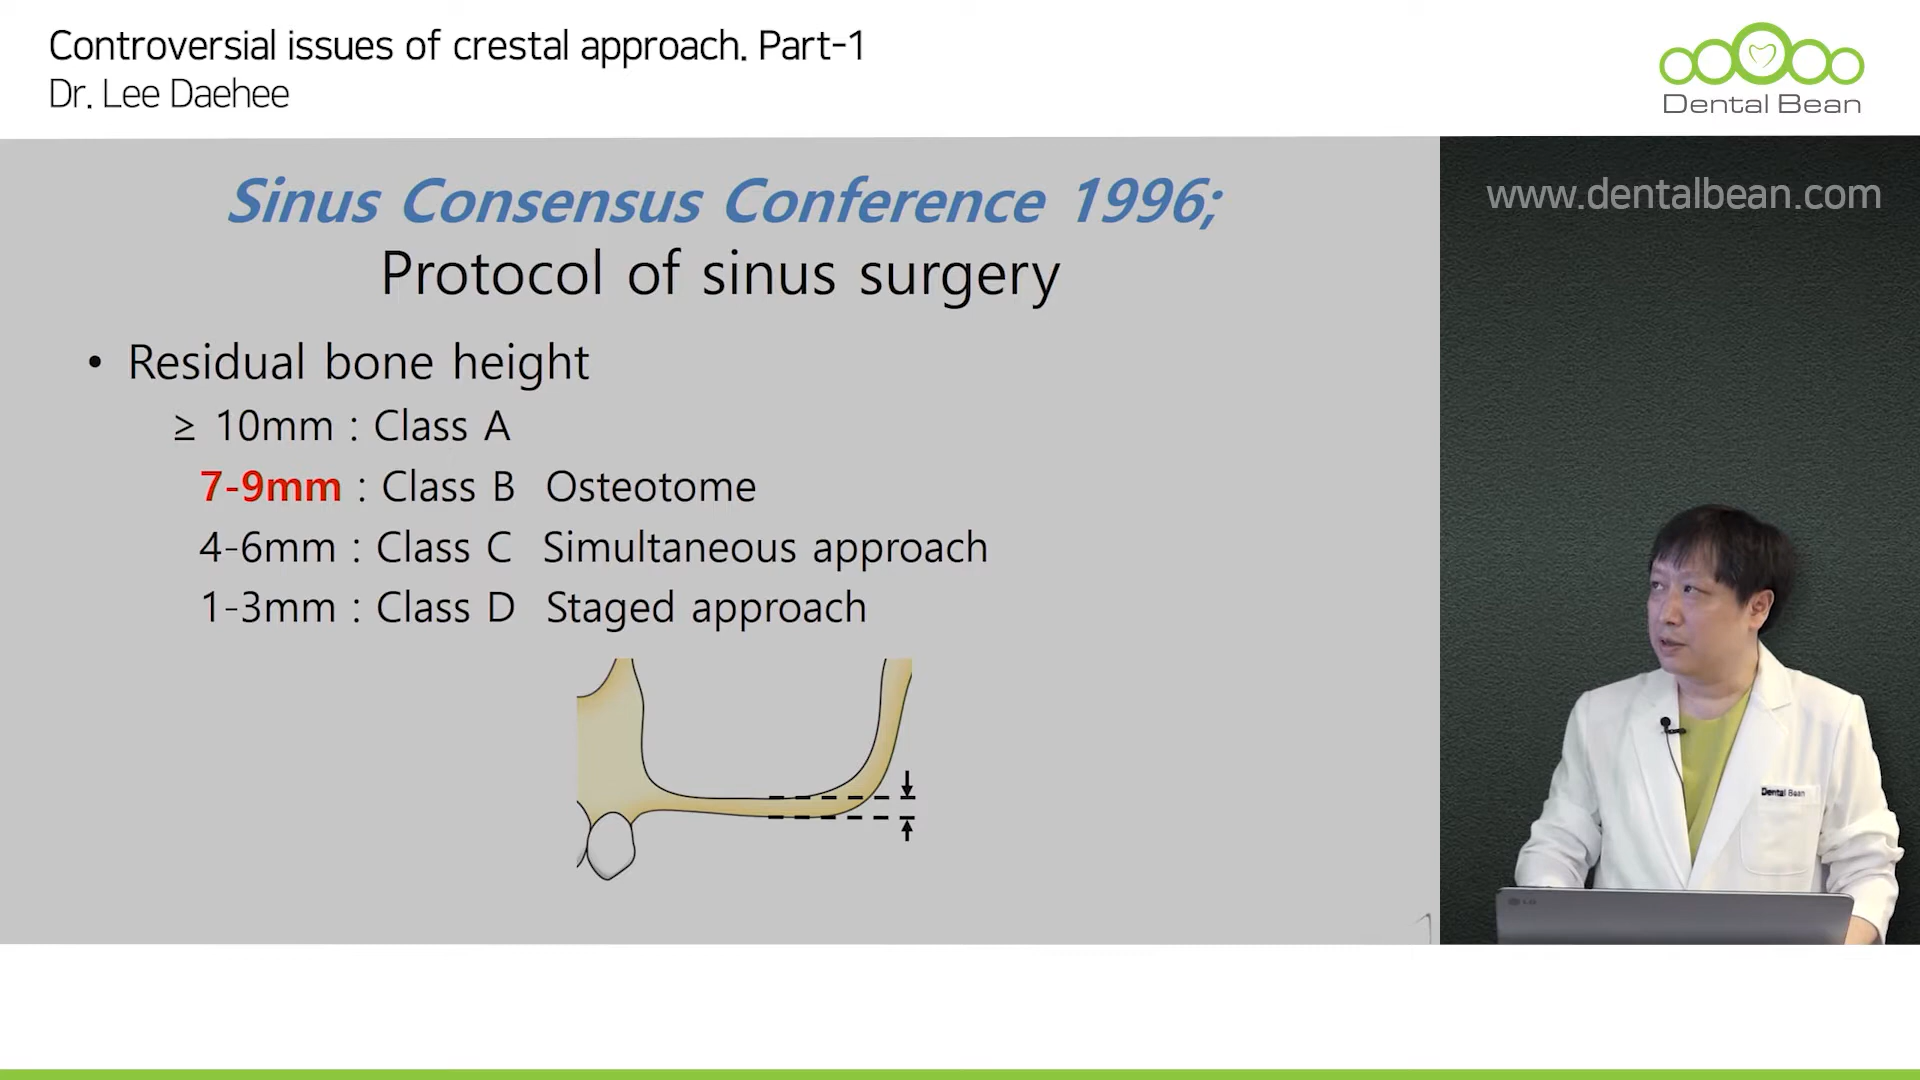 Controversial issues of crestal approach. Part-1
Dr. Lee Daehee
Dental Bean
www.dentalbean.com
Sinus Consensus Conference 1996;
Protocol of sinus surgery
• Residual bone height
≥ 10mm : Class A
7-9mm : Class B Osteotome
4-6mm : Class C Simultaneous approach
1-3mm : Class D Staged approach
Dental Bean
LG